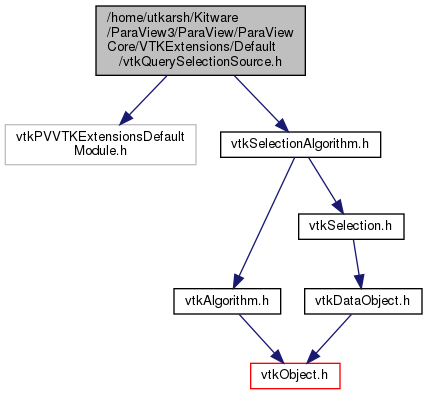 /home/utkarsh/Kitware
/ParaView3/ParaView/ParaView
Core/VTKExtensions/Default
/vtkQuerySelectionSource.h
vtkPVVTKExtensionsDefault
Module.h
vtkSelectionAlgorithm.h
vtkSelection.h
vtkAlgorithm.h
vtkDataObject.h
vtkObject.h